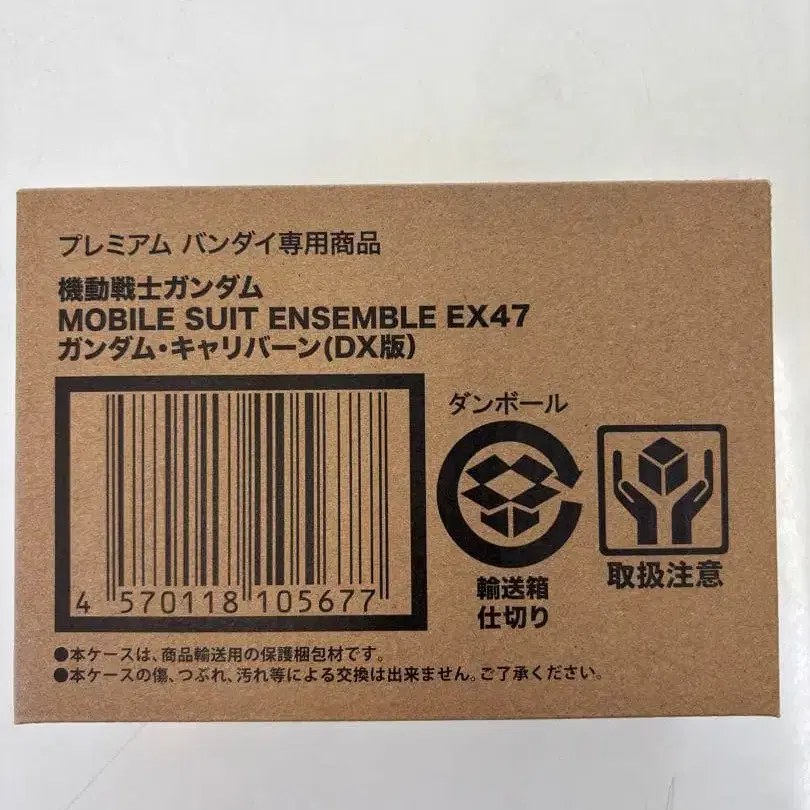 プレミアム バンダイ専用商品
機動戦士ガンダム
MOBILE SUIT ENSEMBLE EX47
ガンダム・キャリバーン(DX版)
ダンボール
輸送箱
仕切り
取扱注意
4 570118 105677
●本ケースは、商品輸送用の保護梱包材です。
●本ケースの傷、つぶれ、汚れ等による交換は出来ません。ご了承ください。